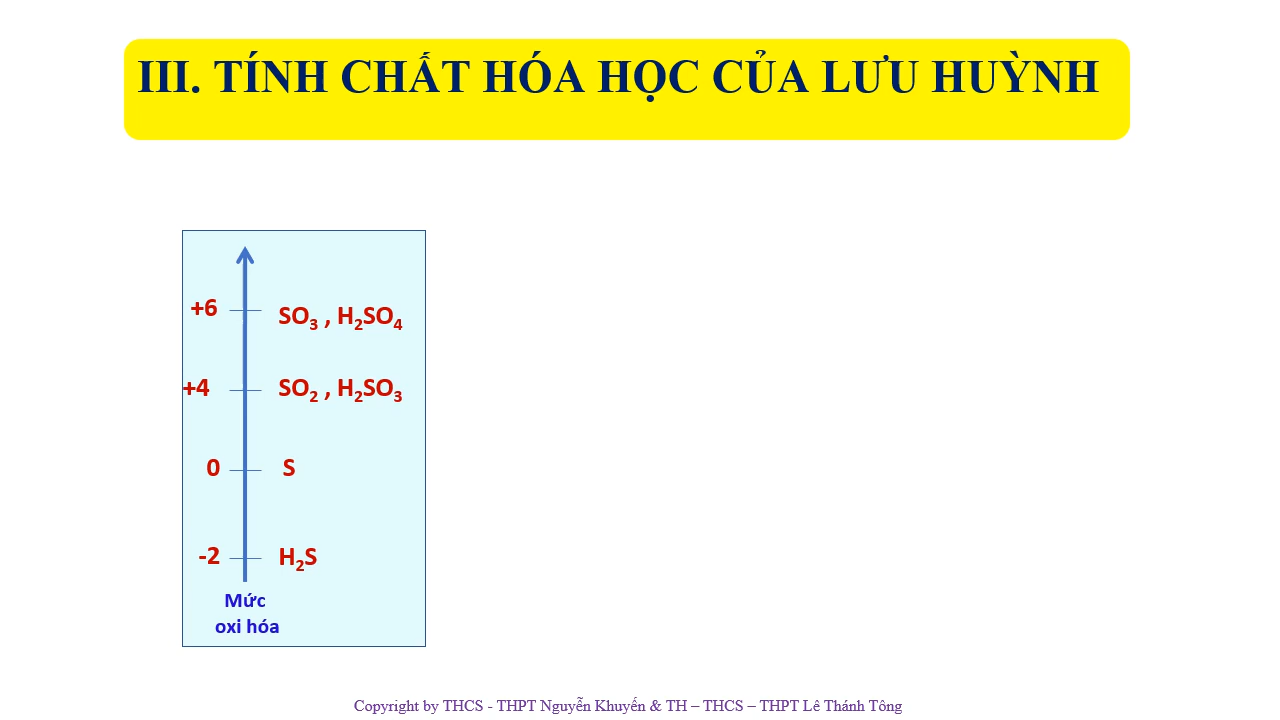 III. TÍNH CHẤT HÓA HỌC CỦA LƯU HUỲNH
+6 SO₃ , H₂SO₄
+4 SO₂ , H₂SO₃
0 S
-2 H₂S
Mức
oxi hóa
Copyright by THCS - THPT Nguyễn Khuyến & TH – THCS – THPT Lê Thánh Tông